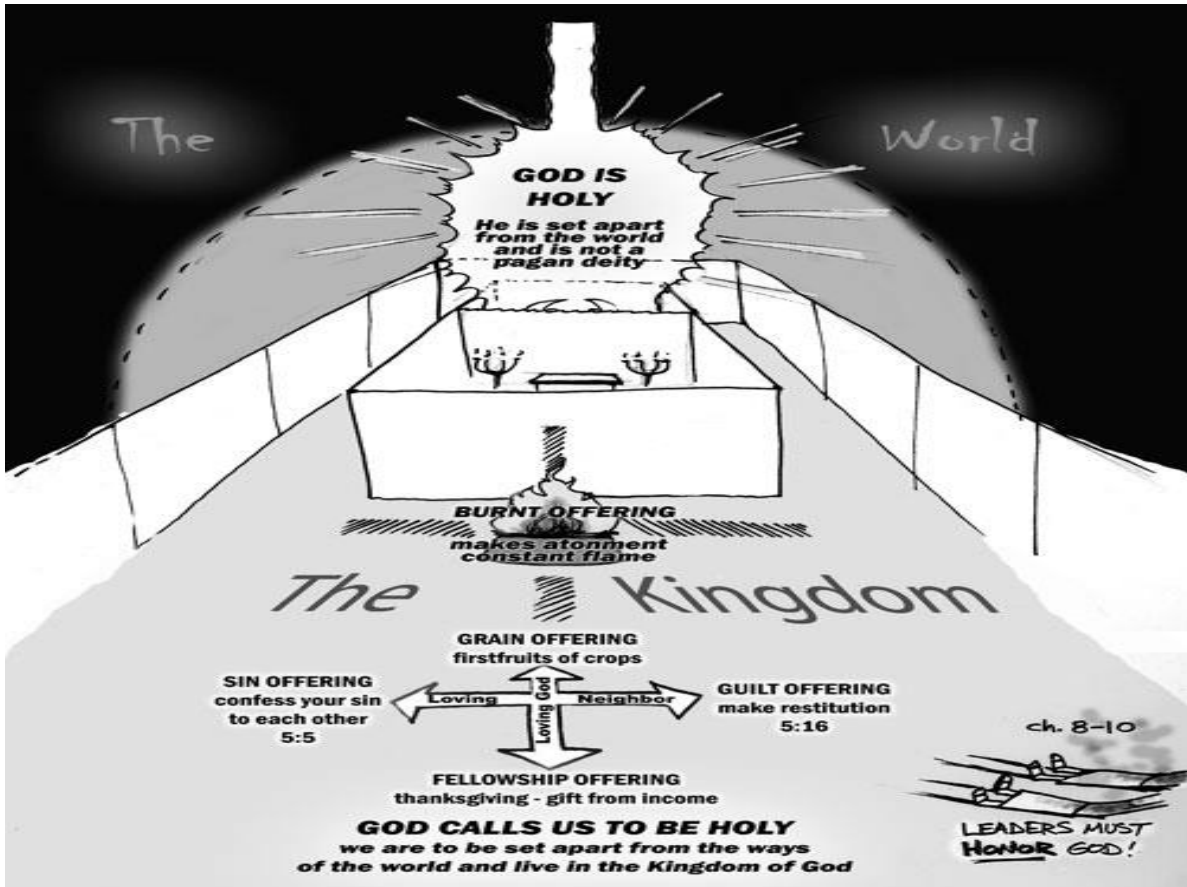 The World
GOD IS
HOLY
He is set apart
from the world
and is not a
pagan deity
BURNT OFFERING
makes atonment
constant flame
The Kingdom
GRAIN OFFERING
firstfruits of crops
SIN OFFERING
confess your sin
to each other
5:5
Loving Neighbor
Loving God
GUILT OFFERING
make restitution
5:16
FELLOWSHIP OFFERING
thanksgiving - gift from income
ch. 8-10
LEADERS MUST
HONOR GOD!
GOD CALLS US TO BE HOLY
we are to be set apart from the ways
of the world and live in the Kingdom of God